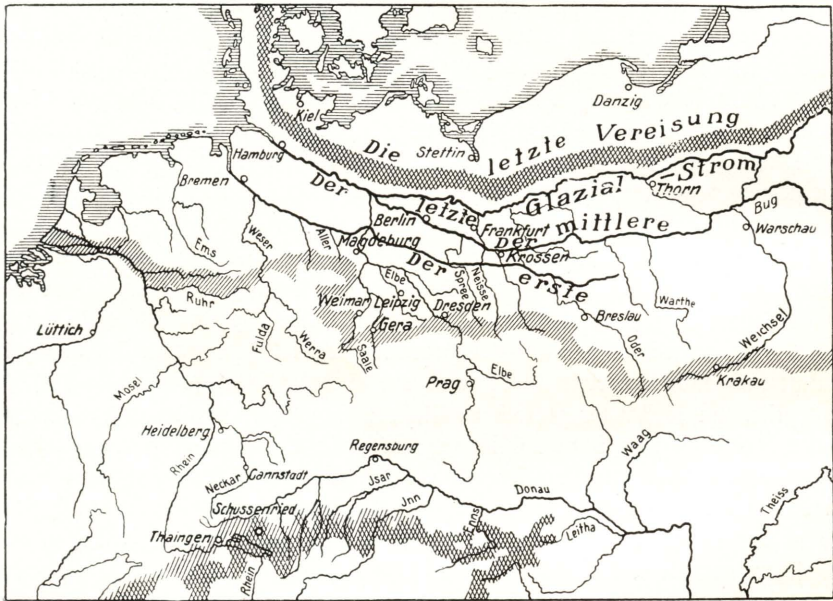 Kiel
Danzig
Die letzte Vereisung
Stettin
Hamburg
Der letzte Glazial-Strom
Thorn
Bremen
Berlin
Frankfurt
Der mittlere
Bug
Warschau
Ems
Weser
Aller
Magdeburg
Krossen
Der erste
Elbe
Spree
Neisse
Ruhr
Weimar
Leipzig
Dresden
Breslau
Warthe
Lüttich
Gera
Fulda
Werra
Saale
Oder
Weichsel
Mosel
Elbe
Prag
Krakau
Heidelberg
Rhein
Regensburg
Waag
Neckar
Cannstadt
Jsar
Jnn
Donau
Theiss
Schussenried
Enns
Leitha
Thaingen
Rhein